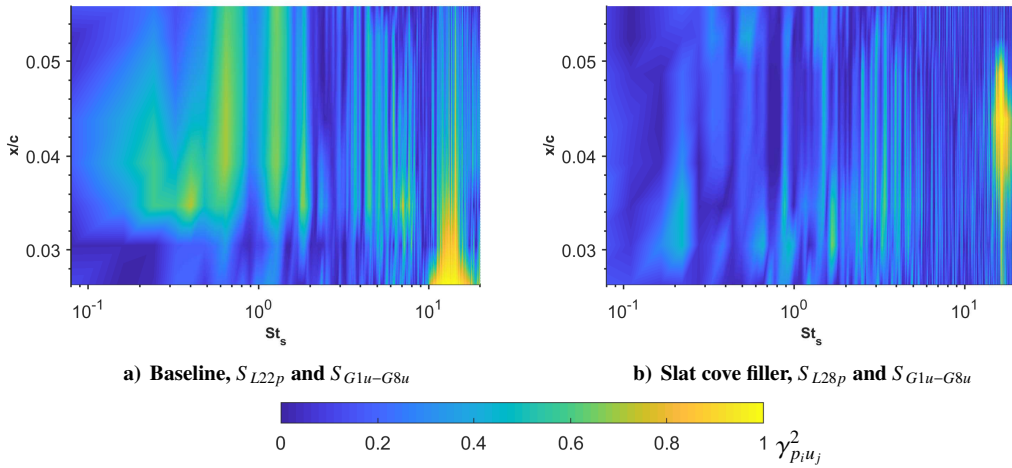 0.05
0.04
0.03
x/c
10^-1
10^0
10^1
St_s
a) Baseline, S_L22p and S_G1u−G8u
0.05
0.04
0.03
x/c
10^-1
10^0
10^1
St_s
b) Slat cove filler, S_L28p and S_G1u−G8u
0 0.2 0.4 0.6 0.8 1 γ²_{p_i u_j}